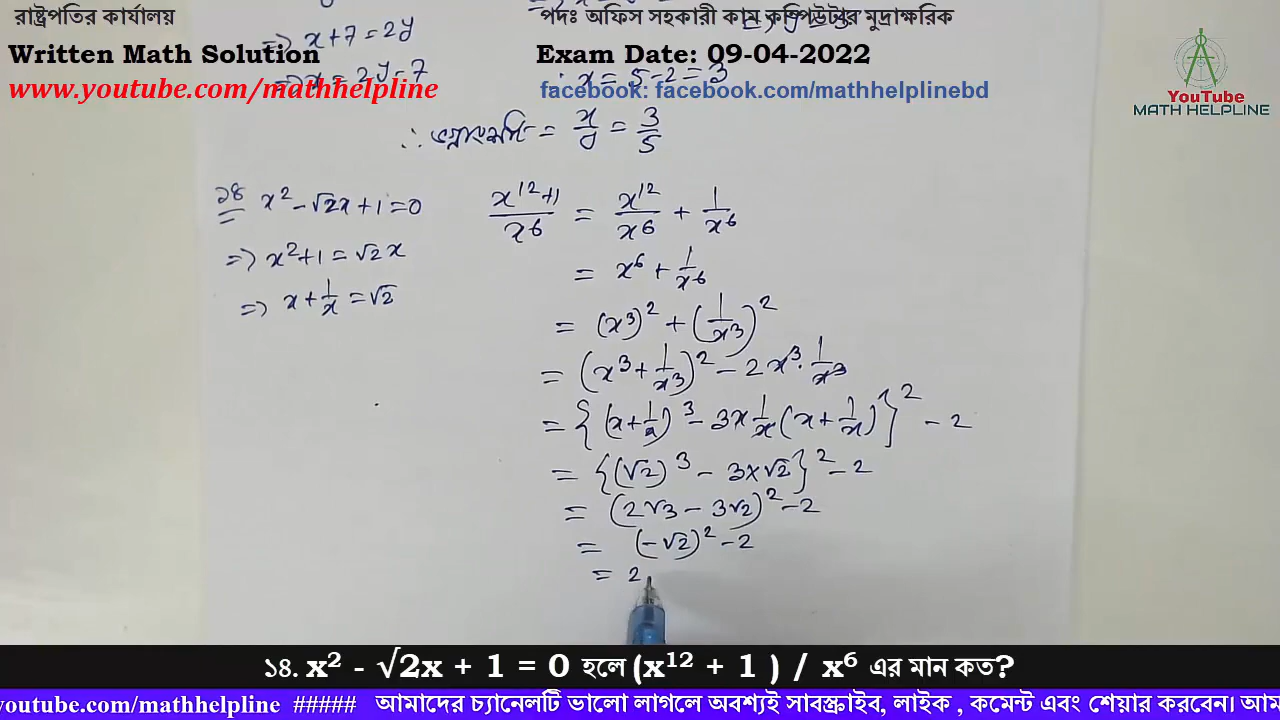 রাষ্ট্রপতির কার্যালয়
পদঃ অফিস সহকারী কাম কম্পিউটার মুদ্রাক্ষরিক
=> x+7 = 2y
Written Math Solution
Exam Date: 09-04-2022
=> x = 2y-7
∴ x = 5-2 = 3
www.youtube.com/mathhelpline
facebook: facebook.com/mathhelplinebd
YouTube
MATH HELPLINE
∴ ভগ্নাংশটি = x/y = 3/5
১৪ x² - √2x + 1 = 0
=> x²+1 = √2 x
=> x + 1/x = √2
(x¹²+1)/x⁶ = x¹²/x⁶ + 1/x⁶
= x⁶ + 1/x⁶
= (x³)² + (1/x³)²
= (x³ + 1/x³)² - 2x³·1/x³
= {(x+1/x)³ - 3x 1/x (x+1/x)}² - 2
= {(√2)³ - 3×√2}² - 2
= (2√3 - 3√2)² - 2
= (-√2)² - 2
= 2
১৪. x² - √2x + 1 = 0 হলে (x¹² + 1 ) / x⁶ এর মান কত?
youtube.com/mathhelpline ##### আমাদের চ্যানেলটি ভালো লাগলে অবশ্যই সাবস্ক্রাইব, লাইক , কমেন্ট এবং শেয়ার করবেন। আম